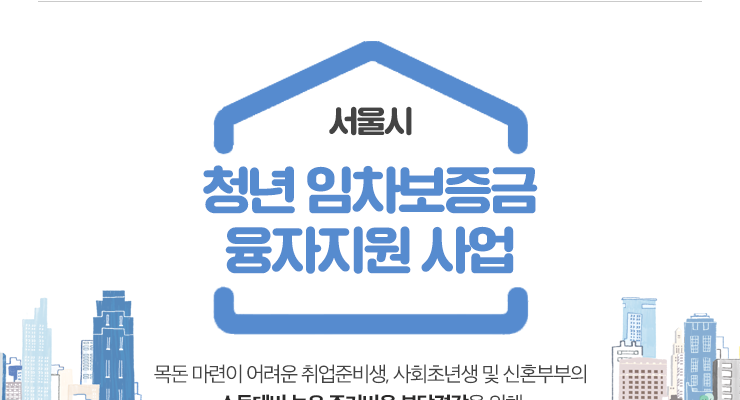 서울시
청년 임차보증금
융자지원 사업
목돈 마련이 어려운 취업준비생, 사회초년생 및 신혼부부의